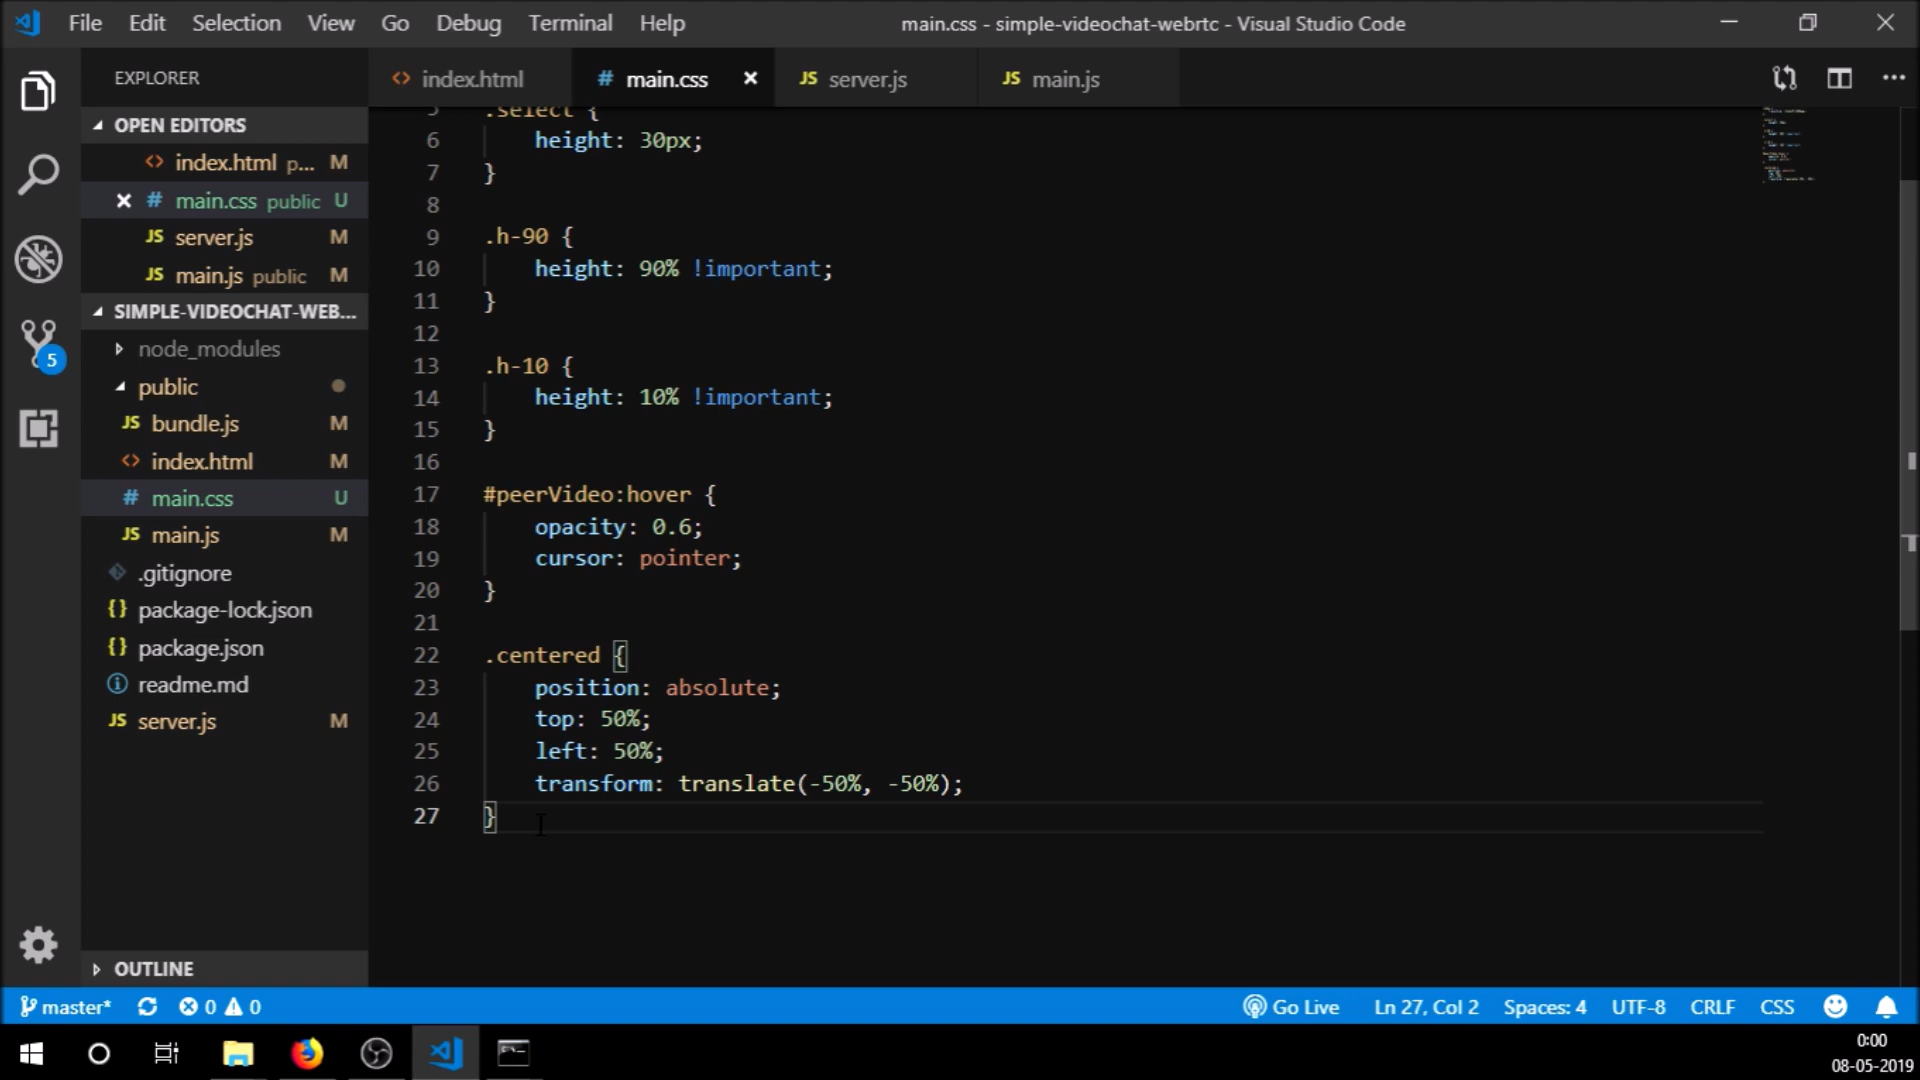 File Edit Selection View Go Debug Terminal Help
main.css - simple-videochat-webrtc - Visual Studio Code
EXPLORER
index.html
main.css
server.js
main.js
OPEN EDITORS
index.html p... M
main.css public U
server.js M
main.js public M
SIMPLE-VIDEOCHAT-WEB...
node_modules
public
bundle.js M
index.html M
main.css U
main.js M
.gitignore
package-lock.json
package.json
readme.md
server.js M
OUTLINE
5
5 .select {
6 height: 30px;
7 }
8
9 .h-90 {
10 height: 90% !important;
11 }
12
13 .h-10 {
14 height: 10% !important;
15 }
16
17 #peerVideo:hover {
18 opacity: 0.6;
19 cursor: pointer;
20 }
21
22 .centered {
23 position: absolute;
24 top: 50%;
25 left: 50%;
26 transform: translate(-50%, -50%);
27 }
master* 0 0
Go Live Ln 27, Col 2 Spaces: 4 UTF-8 CRLF CSS
0:00
08-05-2019